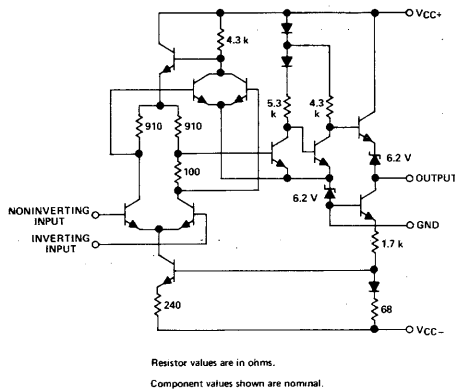 VCC+
4.3 k
910
910
5.3
k
4.3
k
100
6.2 V
OUTPUT
6.2 V
NONINVERTING
INPUT
GND
INVERTING
INPUT
1.7 k
240
68
VCC−
Resistor values are in ohms.
Component values shown are nominal.